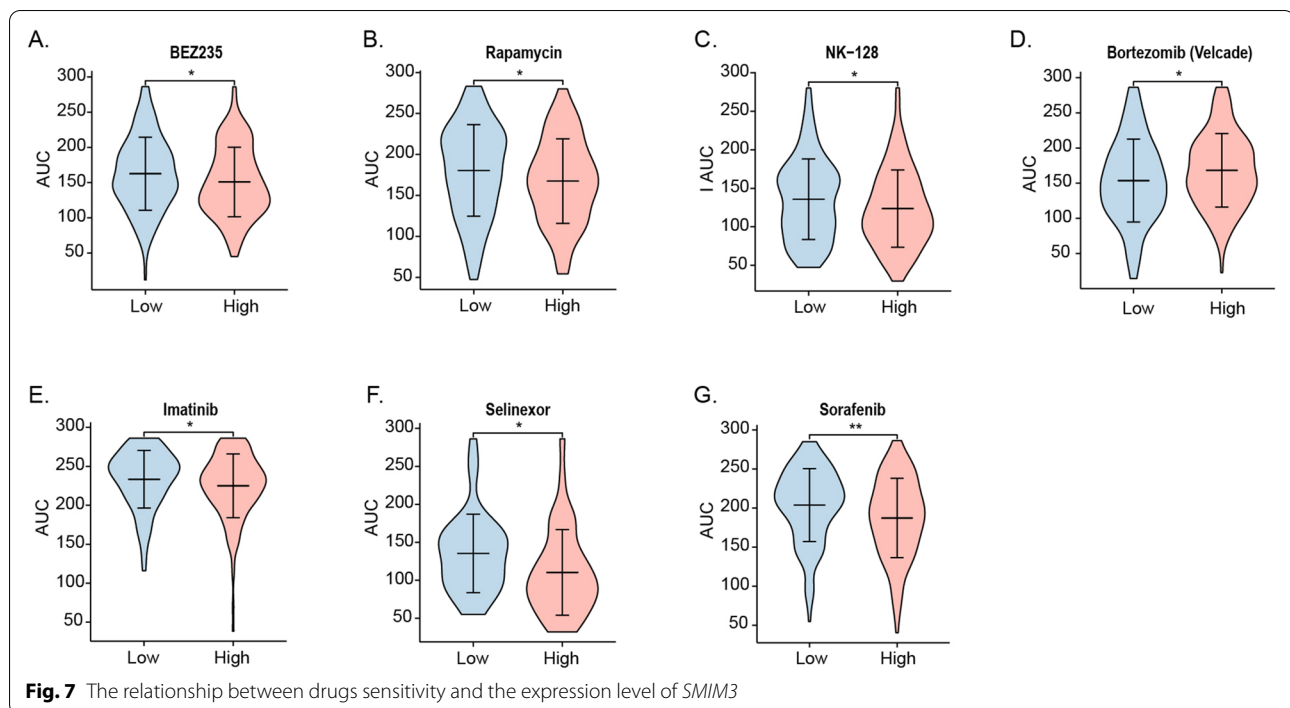 A.
BEZ235
*
300
250
200
150
100
50
AUC
Low High
B.
Rapamycin
*
300
250
200
150
100
50
AUC
Low High
C.
NK–128
*
300
250
200
150
100
50
I AUC
Low High
D.
Bortezomib (Velcade)
*
300
250
200
150
100
50
AUC
Low High
E.
Imatinib
*
300
250
200
150
100
50
AUC
Low High
F.
Selinexor
*
300
250
200
150
100
50
AUC
Low High
G.
Sorafenib
**
300
250
200
150
100
50
AUC
Low High
Fig. 7 The relationship between drugs sensitivity and the expression level of SMIM3